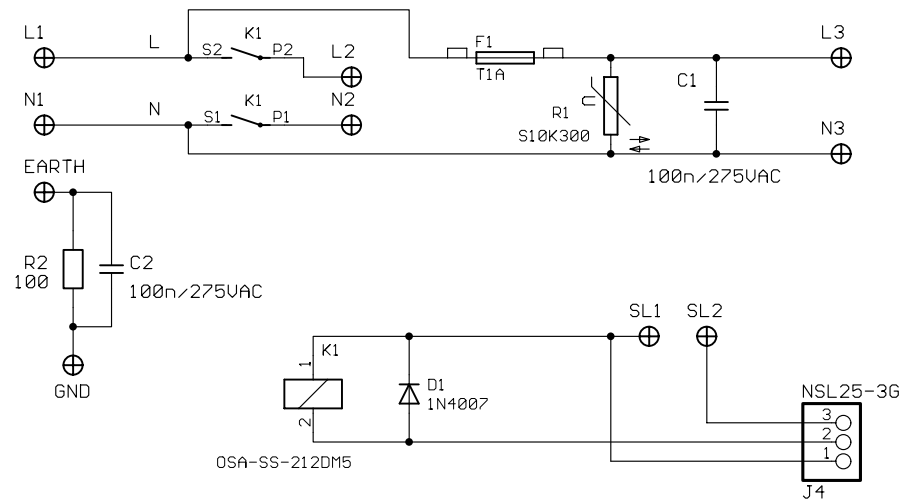 L1
L
K1
S2
P2
L2
F1
T1A
L3
C1
N1
N
K1
S1
P1
N2
R1
S10K300
N3
100n/275VAC
EARTH
R2
100
C2
100n/275VAC
GND
SL1
SL2
K1
1
2
D1
1N4007
OSA-SS-212DM5
NSL25-3G
3
2
1
J4